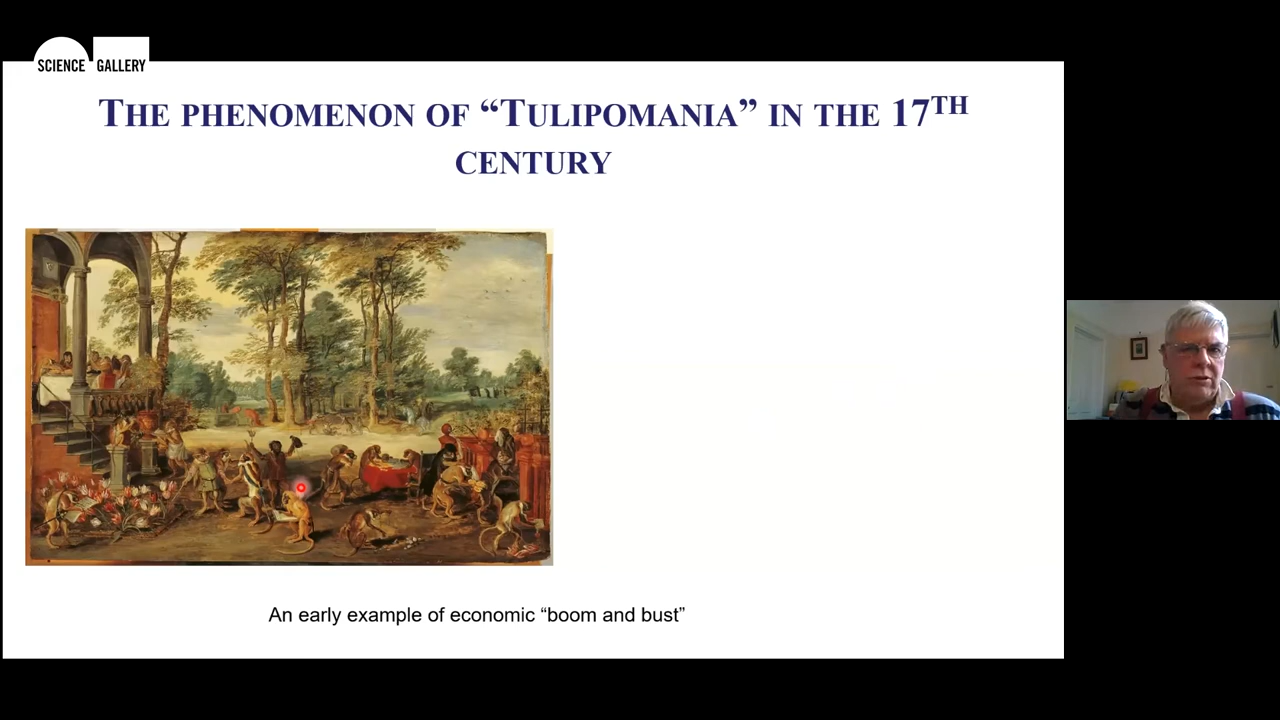 SCIENCE GALLERY
THE PHENOMENON OF “TULIPOMANIA” IN THE 17TH
CENTURY
An early example of economic “boom and bust”